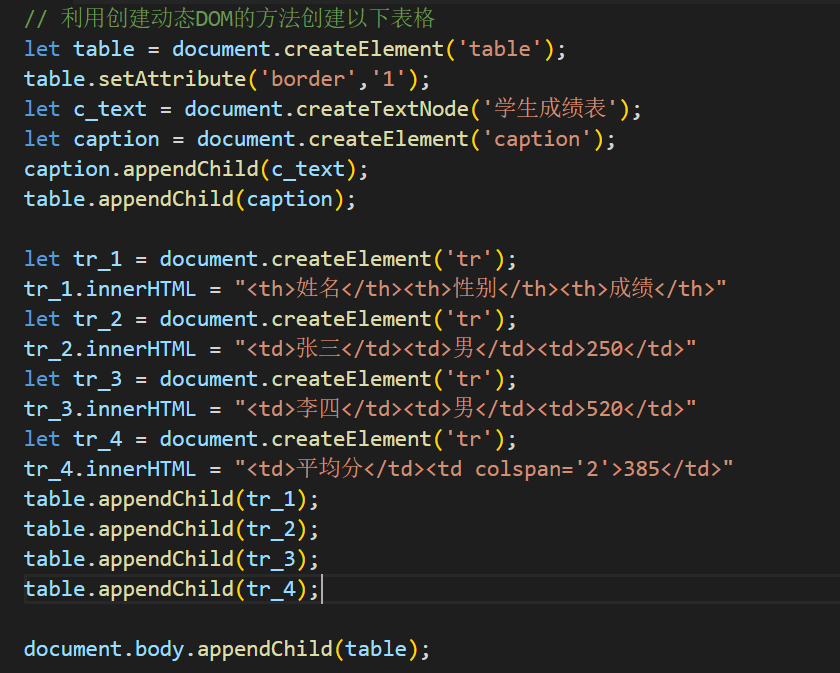 // 利用创建动态DOM的方法创建以下表格
let table = document.createElement('table');
table.setAttribute('border','1');
let c_text = document.createTextNode('学生成绩表');
let caption = document.createElement('caption');
caption.appendChild(c_text);
table.appendChild(caption);

let tr_1 = document.createElement('tr');
tr_1.innerHTML = "<th>姓名</th><th>性别</th><th>成绩</th>"
let tr_2 = document.createElement('tr');
tr_2.innerHTML = "<td>张三</td><td>男</td><td>250</td>"
let tr_3 = document.createElement('tr');
tr_3.innerHTML = "<td>李四</td><td>男</td><td>520</td>"
let tr_4 = document.createElement('tr');
tr_4.innerHTML = "<td>平均分</td><td colspan='2'>385</td>"
table.appendChild(tr_1);
table.appendChild(tr_2);
table.appendChild(tr_3);
table.appendChild(tr_4);

document.body.appendChild(table);